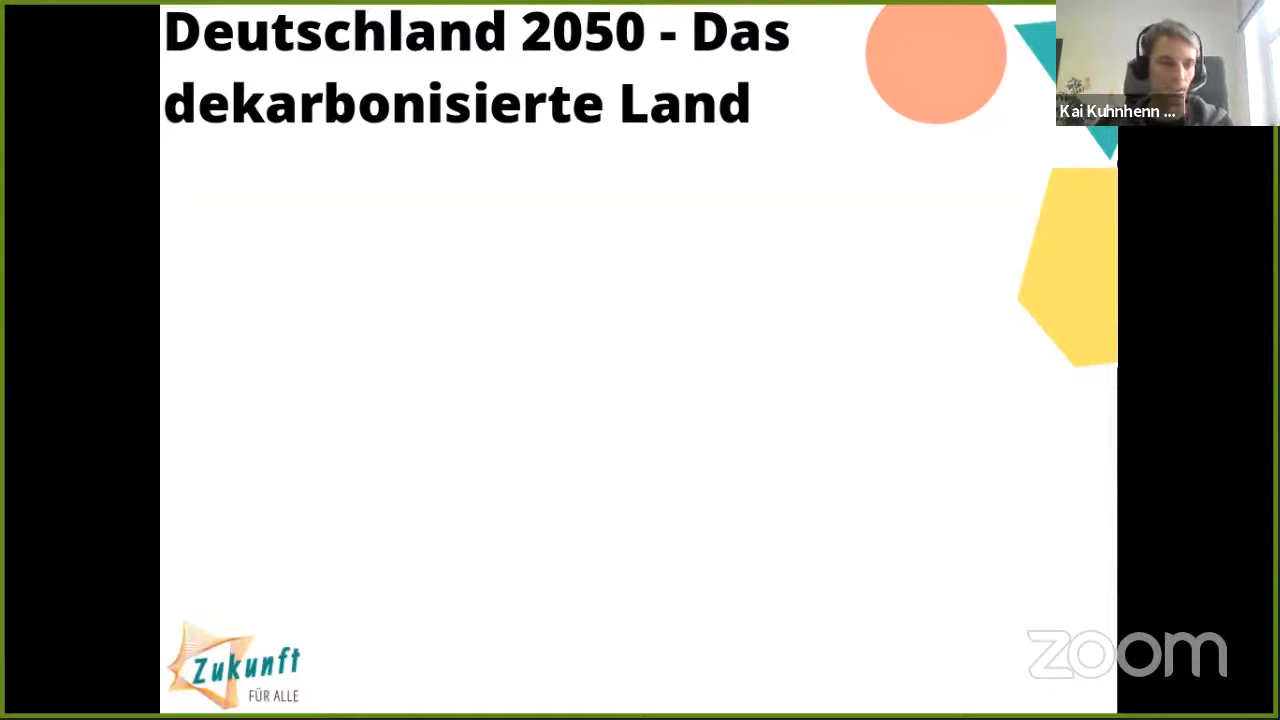 Deutschland 2050 - Das
dekarbonisierte Land
Kai Kuhnhenn ...
Zukunft
FÜR ALLE
zoom